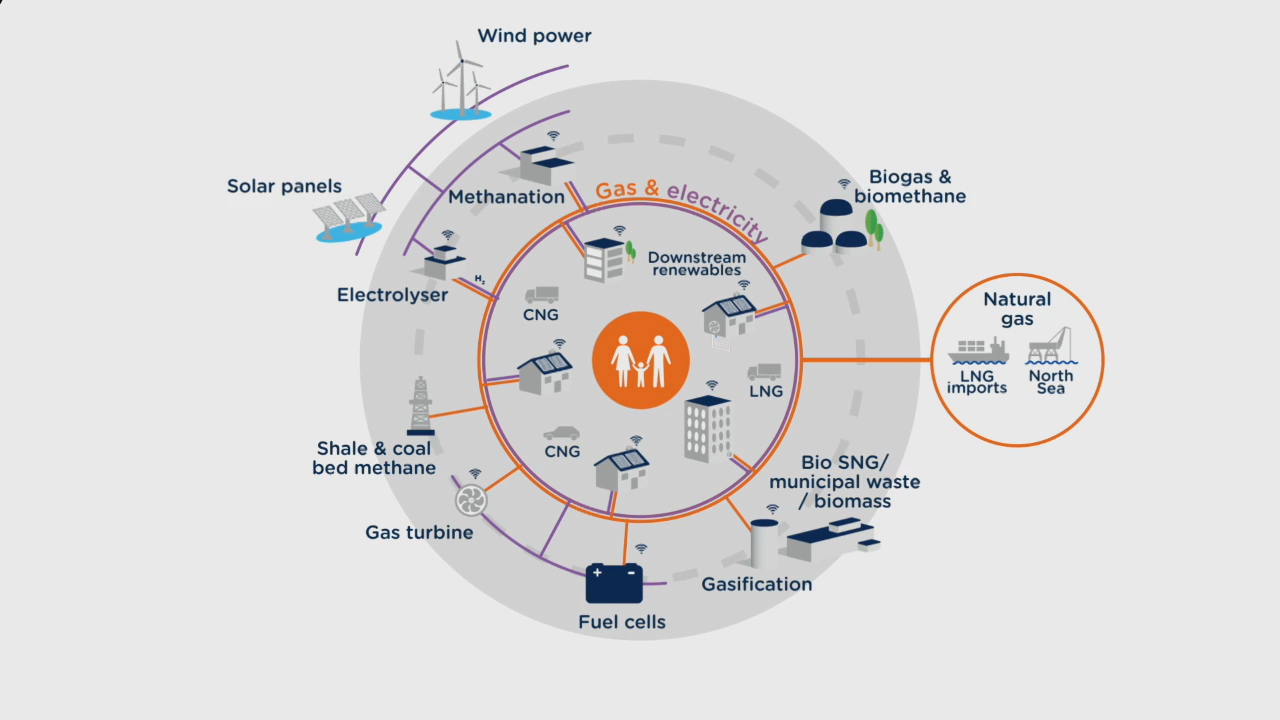 Wind power
Solar panels
Methanation
Gas & electricity
Biogas &
biomethane
Downstream
renewables
H₂
Electrolyser
CNG
Natural
gas
LNG
imports
North
Sea
LNG
CNG
Shale & coal
bed methane
Bio SNG/
municipal waste
/ biomass
Gas turbine
Gasification
+ -
Fuel cells